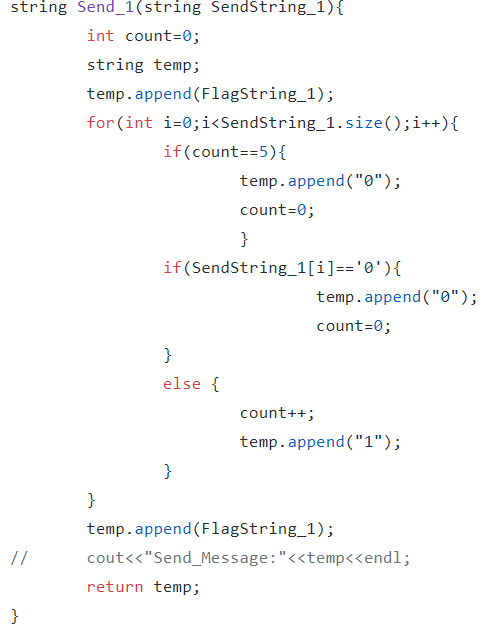 string Send_1(string SendString_1){
        int count=0;
        string temp;
        temp.append(FlagString_1);
        for(int i=0;i<SendString_1.size();i++){
                if(count==5){
                        temp.append("0");
                        count=0;
                        }
                if(SendString_1[i]=='0'){
                                temp.append("0");
                                count=0;
                }
                else {
                        count++;
                        temp.append("1");
                }
        }
        temp.append(FlagString_1);
//      cout<<"Send_Message:"<<temp<<endl;
        return temp;
}